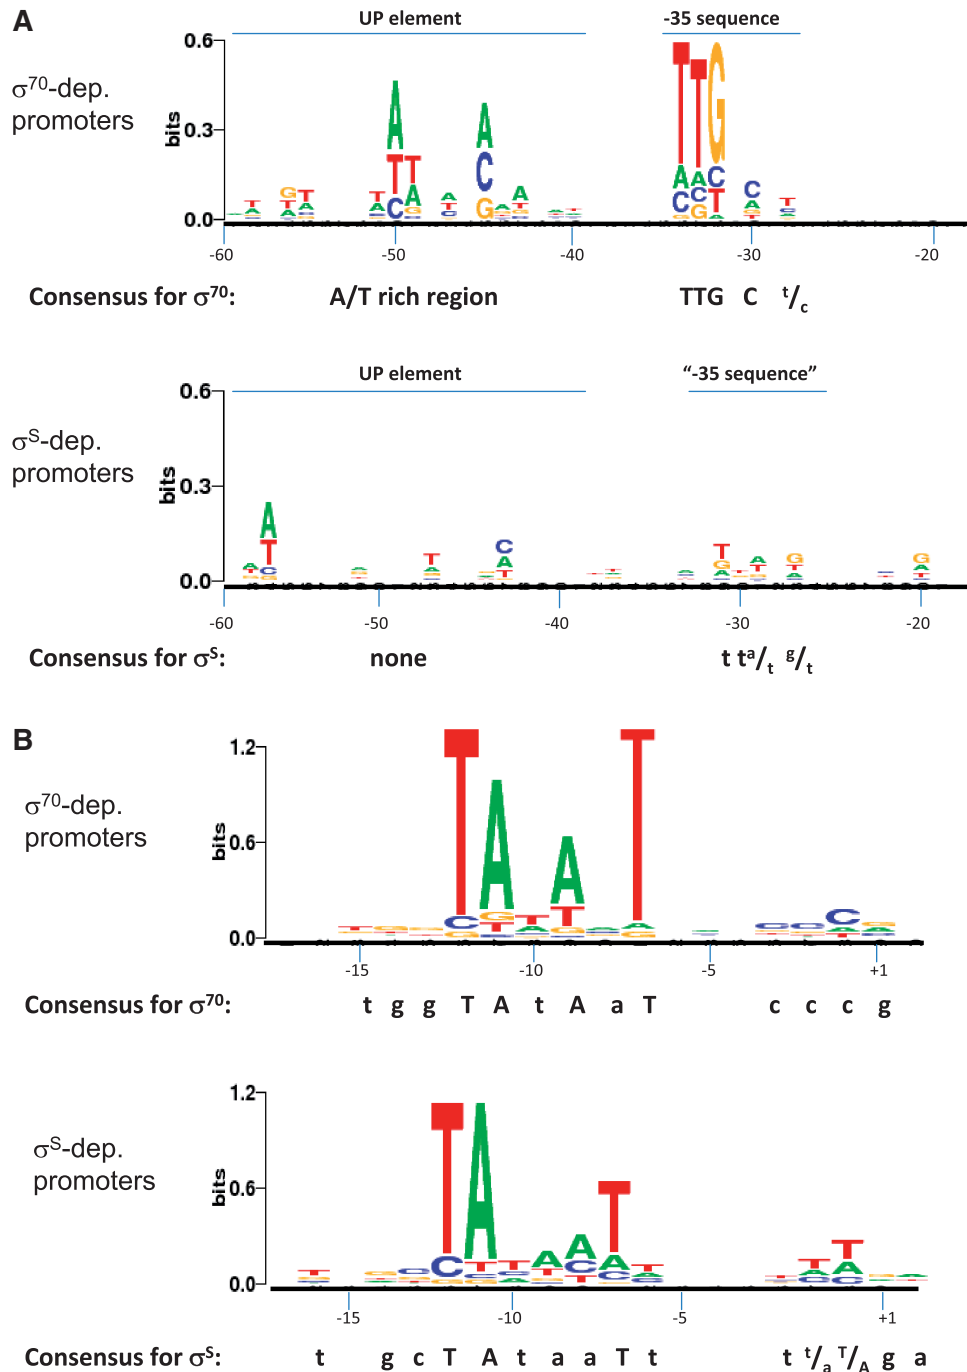 A
UP element
-35 sequence
σ70-dep.
promoters
bits
0.6
0.3
0.0
-60 -50 -40 -30 -20
Consensus for σ70: A/T rich region TTG C t/c
UP element
“-35 sequence”
σS-dep.
promoters
bits
0.6
0.3
0.0
-60 -50 -40 -30 -20
Consensus for σS: none t ta/t g/t
B
σ70-dep.
promoters
bits
1.2
0.6
0.0
-15 -10 -5 +1
Consensus for σ70: t g g T A t A a T c c c g
σS-dep.
promoters
bits
1.2
0.6
0.0
-15 -10 -5 +1
Consensus for σS: t g c T A t a a T t t t/a T/A g a